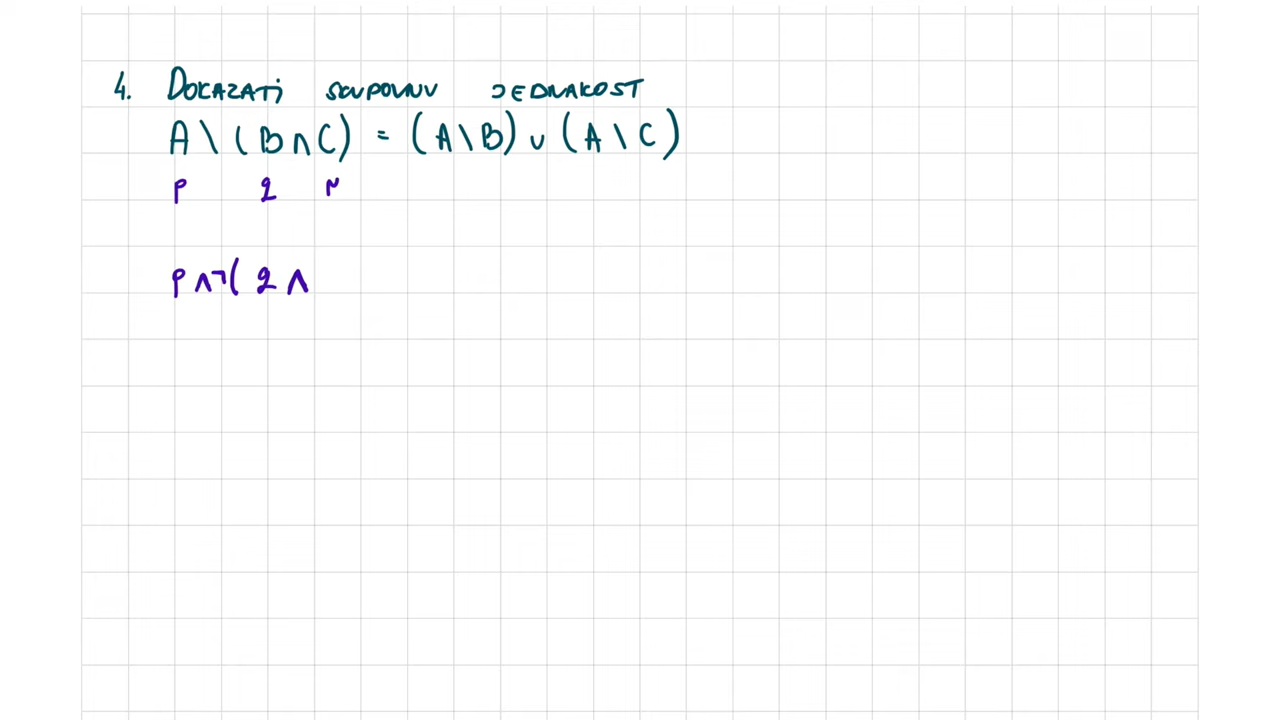 4. DOKAZATI SKUPOVNU JEDNAKOST
A \ (B ∩ C) = (A \ B) ∪ (A \ C)
p q r
p ∧ ¬( q ∧